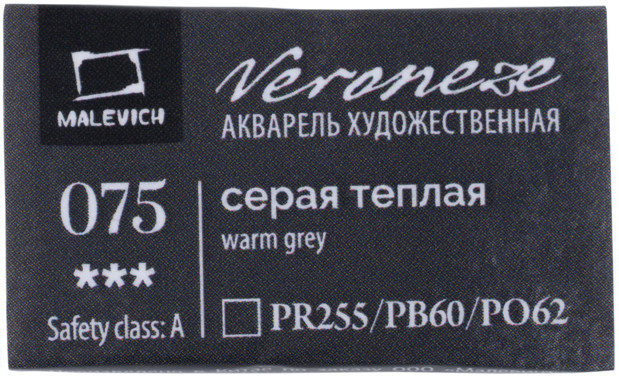 MALEVICH
Veroneze
АКВАРЕЛЬ ХУДОЖЕСТВЕННАЯ
075
***
Safety class: A
серая теплая
warm grey
PR255/PB60/PO62